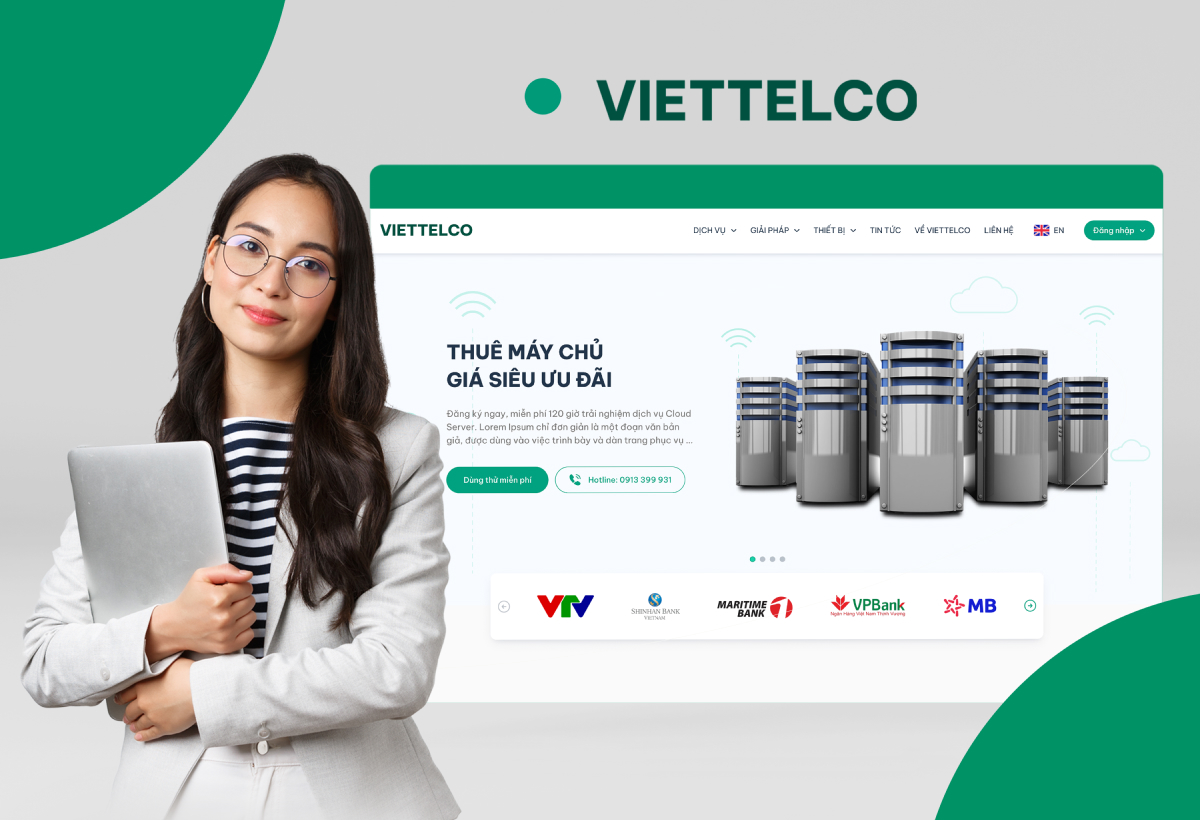 VIETTELCO
VIETTELCO
DỊCH VỤ
GIẢI PHÁP
THIẾT BỊ
TIN TỨC
VỀ VIETTELCO
LIÊN HỆ
EN
Đăng nhập
THUÊ MÁY CHỦ
GIÁ SIÊU ƯU ĐÃI
Đăng ký ngay, miễn phí 120 giờ trải nghiệm dịch vụ Cloud
Server. Lorem Ipsum chỉ đơn giản là một đoạn văn bản
giả, được dùng vào việc trình bày và dàn trang phục vụ ...
Dùng thử miễn phí
Hotline: 0913 399 931
VTV
SHINHAN BANK
VIETNAM
MARITIME
BANK
VPBank
Ngân Hàng Việt Nam Thịnh Vượng
MB